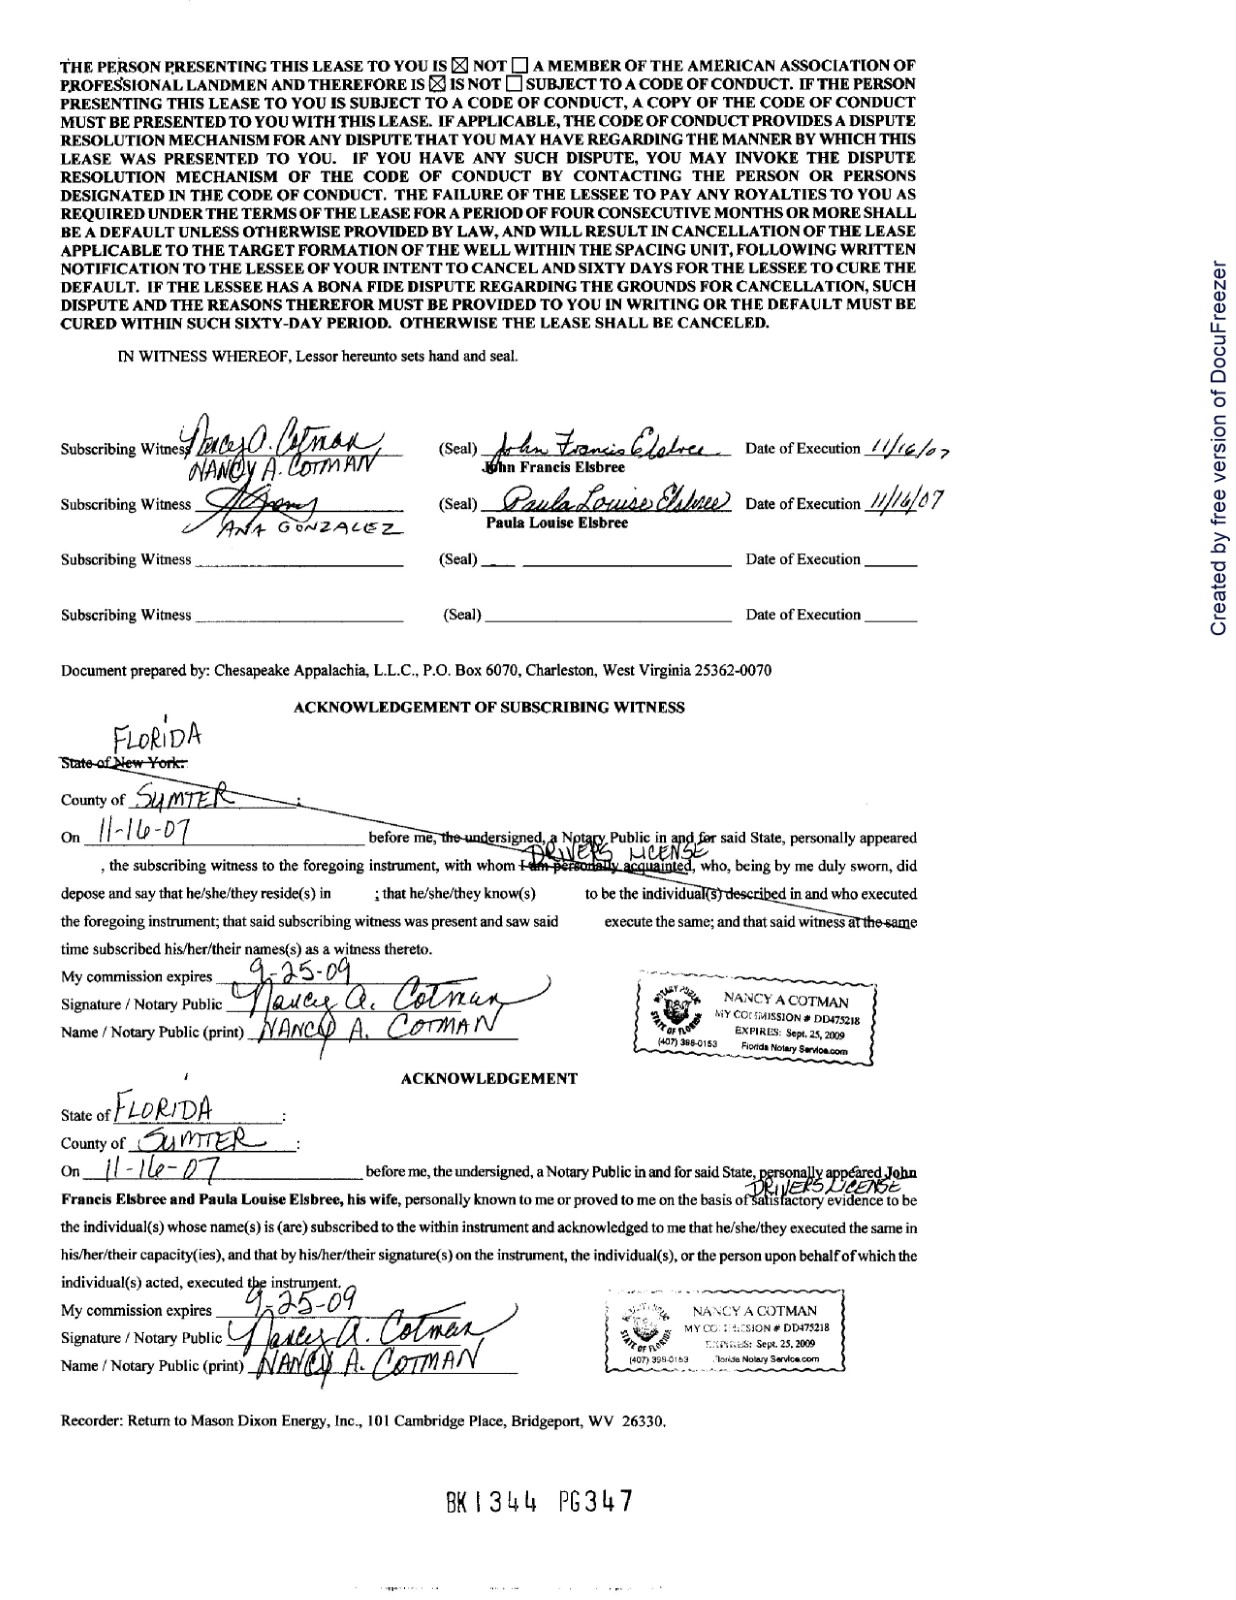 THE PERSON PRESENTING THIS LEASE TO YOU IS ☒ NOT ☐ A MEMBER OF THE AMERICAN ASSOCIATION OF
PROFESSIONAL LANDMEN AND THEREFORE IS ☒ IS NOT ☐ SUBJECT TO A CODE OF CONDUCT. IF THE PERSON
PRESENTING THIS LEASE TO YOU IS SUBJECT TO A CODE OF CONDUCT, A COPY OF THE CODE OF CONDUCT
MUST BE PRESENTED TO YOU WITH THIS LEASE. IF APPLICABLE, THE CODE OF CONDUCT PROVIDES A DISPUTE
RESOLUTION MECHANISM FOR ANY DISPUTE THAT YOU MAY HAVE REGARDING THE MANNER BY WHICH THIS
LEASE WAS PRESENTED TO YOU. IF YOU HAVE ANY SUCH DISPUTE, YOU MAY INVOKE THE DISPUTE
RESOLUTION MECHANISM OF THE CODE OF CONDUCT BY CONTACTING THE PERSON OR PERSONS
DESIGNATED IN THE CODE OF CONDUCT. THE FAILURE OF THE LESSEE TO PAY ANY ROYALTIES TO YOU AS
REQUIRED UNDER THE TERMS OF THE LEASE FOR A PERIOD OF FOUR CONSECUTIVE MONTHS OR MORE SHALL
BE A DEFAULT UNLESS OTHERWISE PROVIDED BY LAW, AND WILL RESULT IN CANCELLATION OF THE LEASE
APPLICABLE TO THE TARGET FORMATION OF THE WELL WITHIN THE SPACING UNIT, FOLLOWING WRITTEN
NOTIFICATION TO THE LESSEE OF YOUR INTENT TO CANCEL AND SIXTY DAYS FOR THE LESSEE TO CURE THE
DEFAULT. IF THE LESSEE HAS A BONA FIDE DISPUTE REGARDING THE GROUNDS FOR CANCELLATION, SUCH
DISPUTE AND THE REASONS THEREFOR MUST BE PROVIDED TO YOU IN WRITING OR THE DEFAULT MUST BE
CURED WITHIN SUCH SIXTY-DAY PERIOD. OTHERWISE THE LEASE SHALL BE CANCELED.
IN WITNESS WHEREOF, Lessor hereunto sets hand and seal.
Subscribing Witness Nancy A. Cotman (Seal) John Francis Elsbree Date of Execution 11/16/07
NANCY A. COTMAN John Francis Elsbree
Subscribing Witness (Seal) Paula Louise Elsbree Date of Execution 11/16/07
ANA GONZALEZ Paula Louise Elsbree
Subscribing Witness (Seal) Date of Execution
Subscribing Witness (Seal) Date of Execution
Document prepared by: Chesapeake Appalachia, L.L.C., P.O. Box 6070, Charleston, West Virginia 25362-0070
ACKNOWLEDGEMENT OF SUBSCRIBING WITNESS
FLORIDA
State of New York:
County of SUMTER :
On 11-16-07 before me, the undersigned, a Notary Public in and for said State, personally appeared
DRIVERS LICENSE
, the subscribing witness to the foregoing instrument, with whom I am personally acquainted, who, being by me duly sworn, did
depose and say that he/she/they reside(s) in ; that he/she/they know(s) to be the individual(s) described in and who executed
the foregoing instrument; that said subscribing witness was present and saw said execute the same; and that said witness at the same
time subscribed his/her/their names(s) as a witness thereto.
My commission expires 9-25-09
Signature / Notary Public Nancy A. Cotman
Name / Notary Public (print) NANCY A. COTMAN
NOTARY PUBLIC STATE OF FLORIDA
NANCY A COTMAN
MY COMMISSION # DD475218
EXPIRES: Sept. 25, 2009
(407) 398-0153 Florida Notary Service.com
ACKNOWLEDGEMENT
State of FLORIDA :
County of SUMTER :
On 11-16-07 before me, the undersigned, a Notary Public in and for said State, personally appeared John
DRIVERS LICENSE
Francis Elsbree and Paula Louise Elsbree, his wife, personally known to me or proved to me on the basis of satisfactory evidence to be
the individual(s) whose name(s) is (are) subscribed to the within instrument and acknowledged to me that he/she/they executed the same in
his/her/their capacity(ies), and that by his/her/their signature(s) on the instrument, the individual(s), or the person upon behalf of which the
individual(s) acted, executed the instrument.
My commission expires 9-25-09
Signature / Notary Public Nancy A. Cotman
Name / Notary Public (print) NANCY A. COTMAN
STATE OF FLORIDA
NANCY A COTMAN
MY COMMISSION # DD475218
EXPIRES: Sept. 25, 2009
(407) 398-0153 Florida Notary Service.com
Recorder: Return to Mason Dixon Energy, Inc., 101 Cambridge Place, Bridgeport, WV 26330.
BK1344 PG347
Created by free version of DocuFreezer